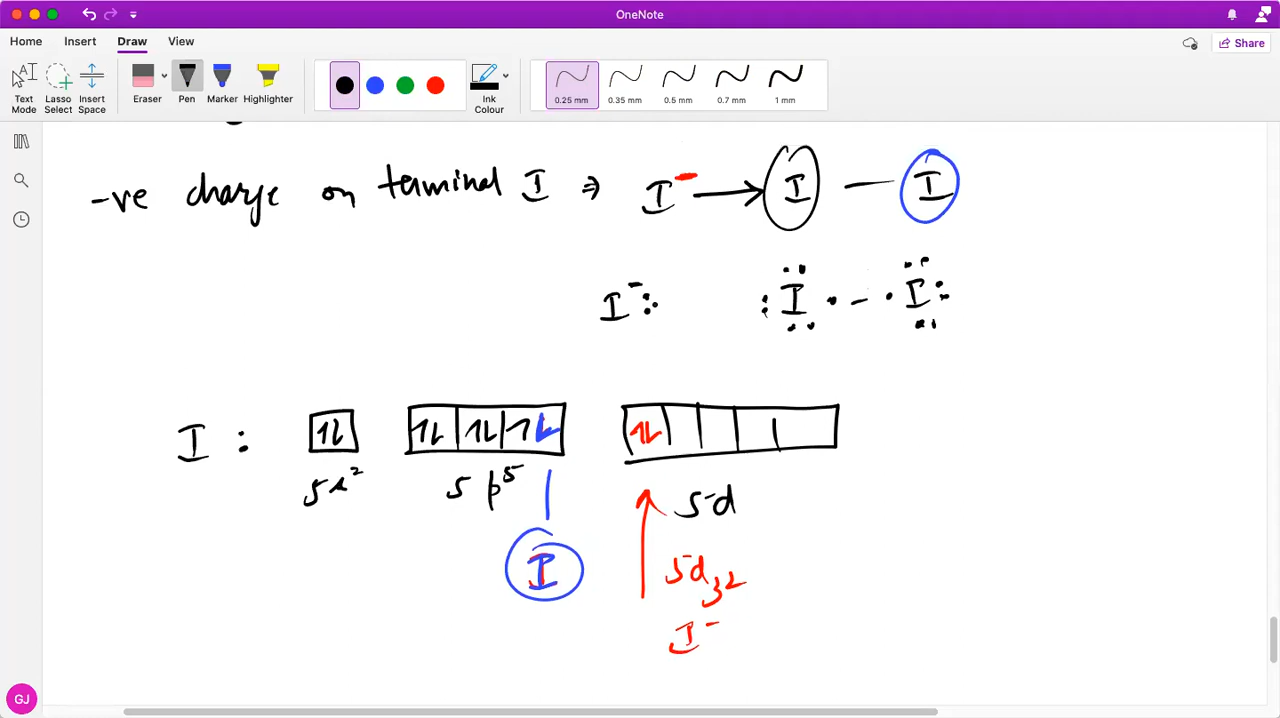 OneNote
Home Insert Draw View
Share
Text Mode
Lasso Select
Insert Space
Eraser
Pen
Marker
Highlighter
Ink Colour
0.25 mm
0.35 mm
0.5 mm
0.7 mm
1 mm
-ve charge on terminal I ⇒ I⁻ → I — I
I⁻: :I· — ·I:
I : 5s² 5p⁵ 5d
I 5dz²
I⁻
GJ